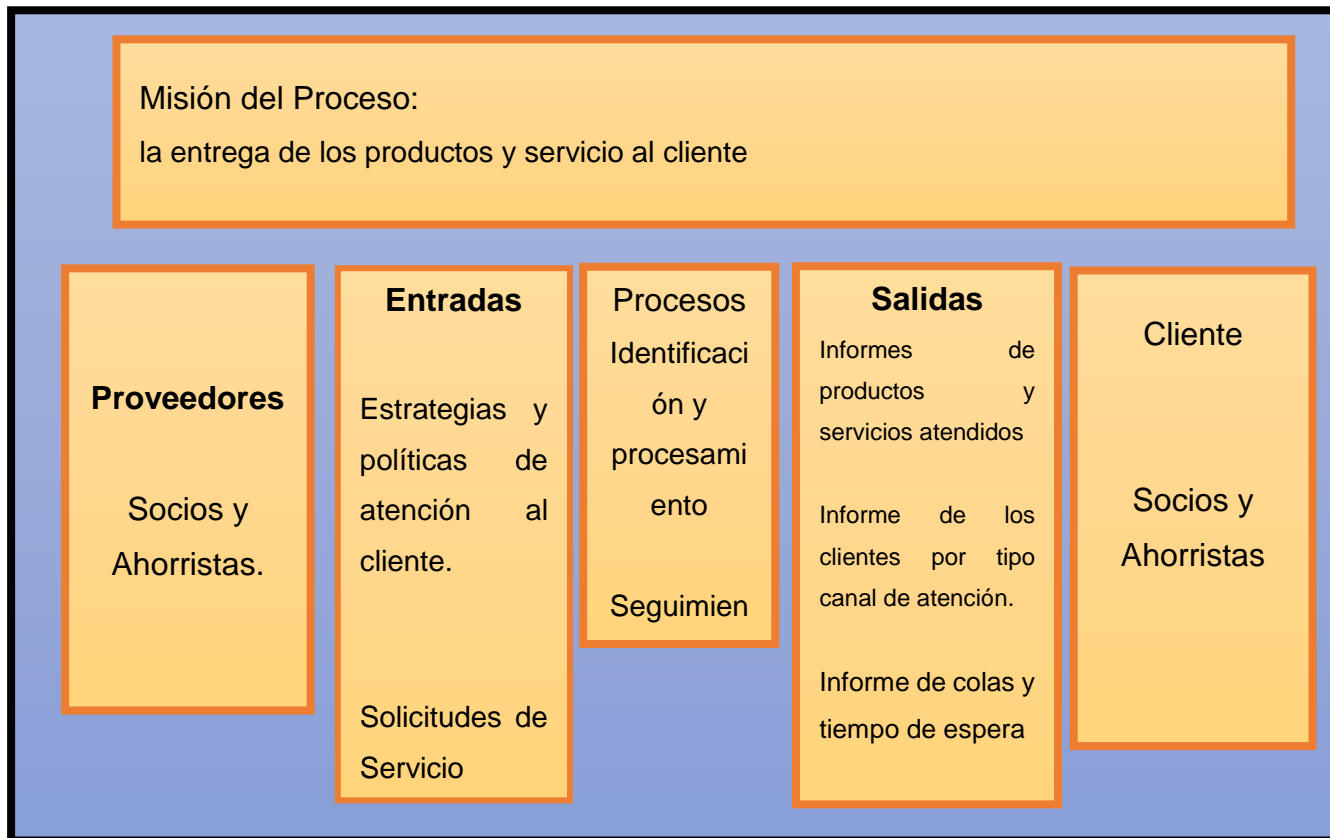 Misión del Proceso:
la entrega de los productos y servicio al cliente
Proveedores
Socios y
Ahorristas.
Entradas
Estrategias y
políticas de
atención al
cliente.
Solicitudes de
Servicio
Procesos
Identificaci
ón y
procesami
ento
Seguimien
Salidas
Informes de
productos y
servicios atendidos
Informe de los
clientes por tipo
canal de atención.
Informe de colas y
tiempo de espera
Cliente
Socios y
Ahorristas